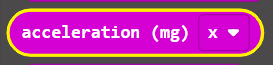 acceleration (mg) x